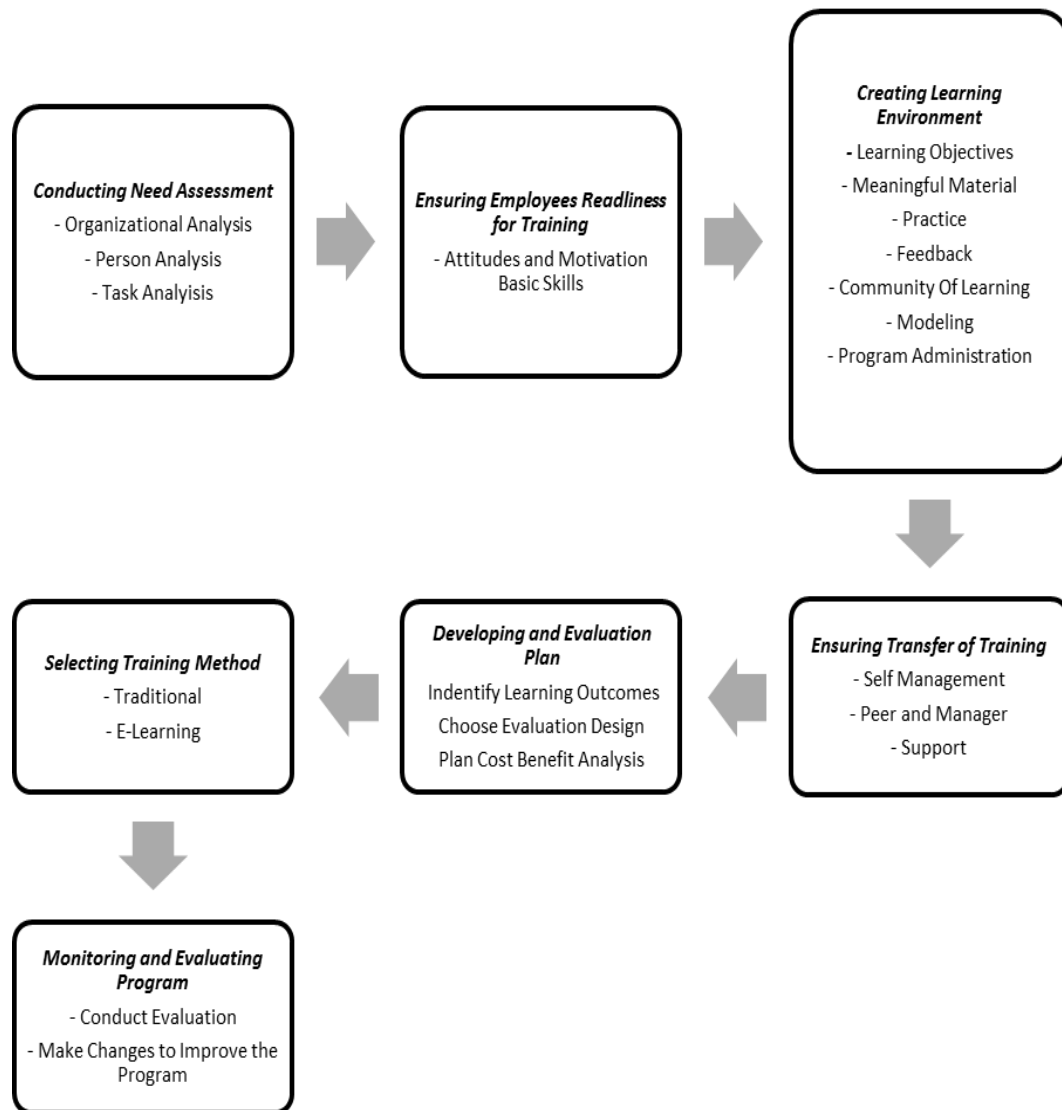 Conducting Need Assessment
- Organizational Analysis
- Person Analysis
- Task Analyisis
Ensuring Employees Readliness
for Training
- Attitudes and Motivation
Basic Skills
Creating Learning
Environment
- Learning Objectives
- Meaningful Material
- Practice
- Feedback
- Community Of Learning
- Modeling
- Program Administration
Ensuring Transfer of Training
- Self Management
- Peer and Manager
- Support
Developing and Evaluation
Plan
Indentify Learning Outcomes
Choose Evaluation Design
Plan Cost Benefit Analysis
Selecting Training Method
- Traditional
- E-Learning
Monitoring and Evaluating
Program
- Conduct Evaluation
- Make Changes to Improve the
Program